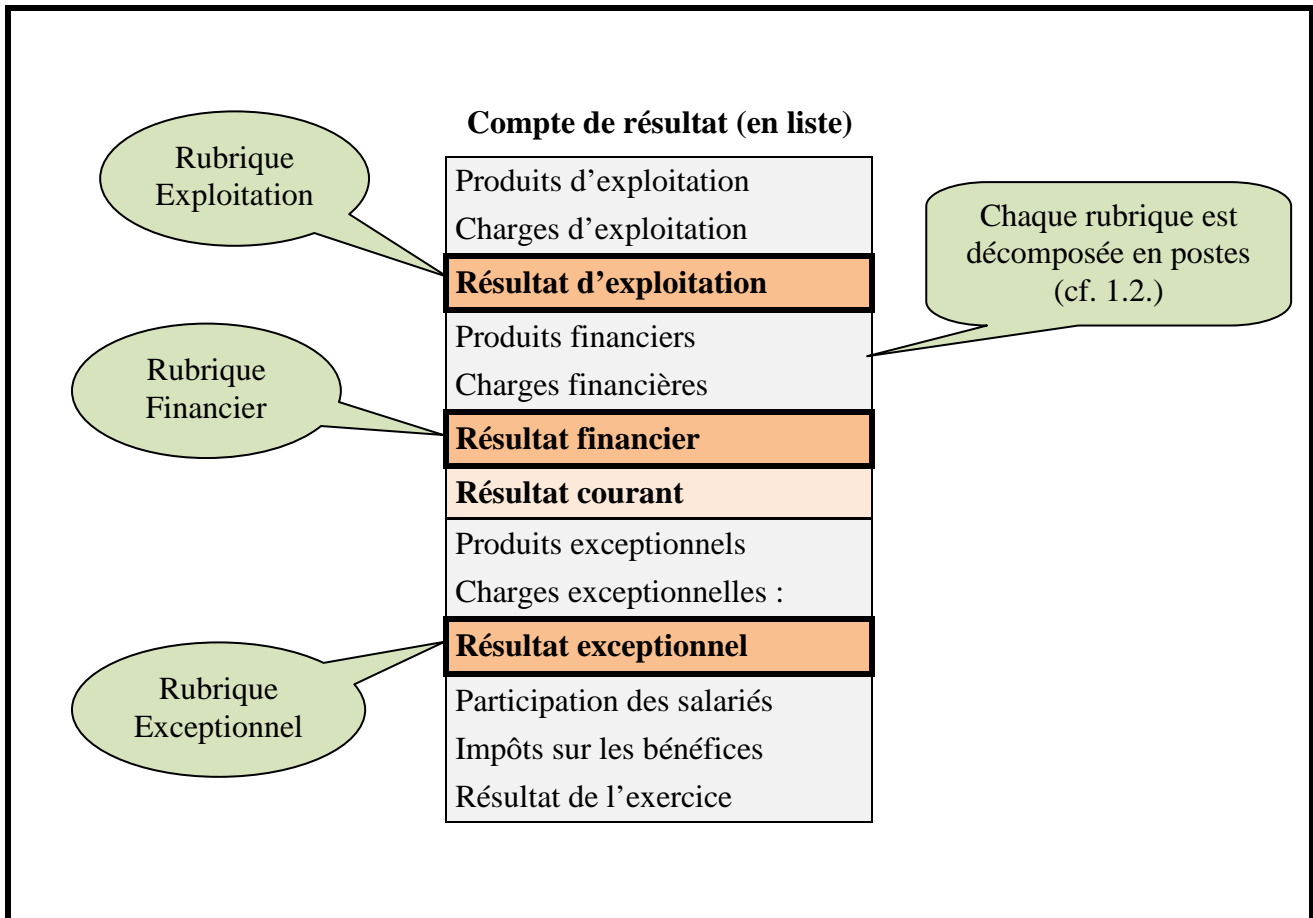 Compte de résultat (en liste)
Rubrique
Exploitation
Produits d’exploitation
Charges d’exploitation
Résultat d’exploitation
Chaque rubrique est
décomposée en postes
(cf. 1.2.)
Produits financiers
Charges financières
Rubrique
Financier
Résultat financier
Résultat courant
Produits exceptionnels
Charges exceptionnelles :
Résultat exceptionnel
Rubrique
Exceptionnel
Participation des salariés
Impôts sur les bénéfices
Résultat de l’exercice